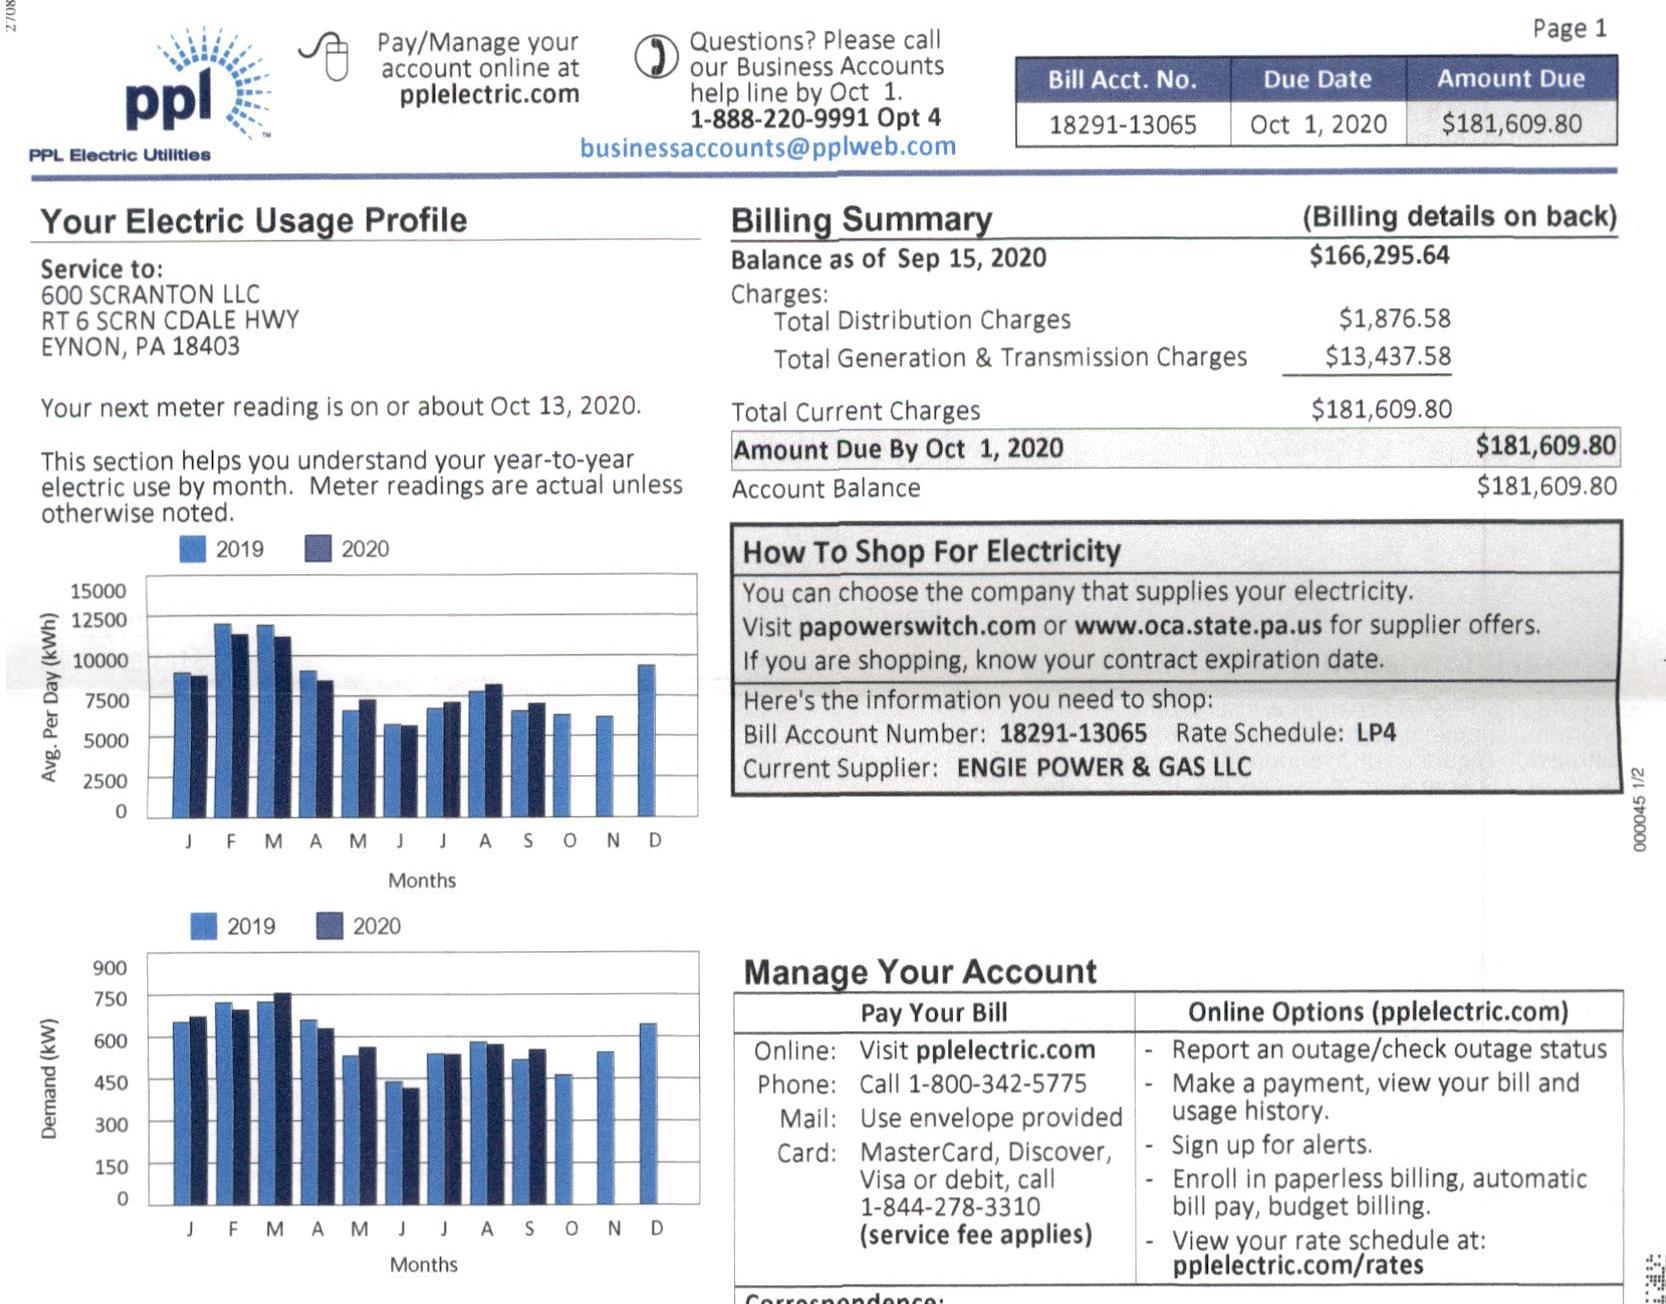 2708
Page 1
ppl
TM
PPL Electric Utilities
Pay/Manage your
account online at
pplelectric.com
Questions? Please call
our Business Accounts
help line by Oct 1.
1-888-220-9991 Opt 4
businessaccounts@pplweb.com
Bill Acct. No. Due Date Amount Due
18291-13065 Oct 1, 2020 $181,609.80
Your Electric Usage Profile
Service to:
600 SCRANTON LLC
RT 6 SCRN CDALE HWY
EYNON, PA 18403
Your next meter reading is on or about Oct 13, 2020.
This section helps you understand your year-to-year
electric use by month. Meter readings are actual unless
otherwise noted.
2019 2020
Avg. Per Day (kWh)
15000
12500
10000
7500
5000
2500
0
J F M A M J J A S O N D
Months
2019 2020
Demand (kW)
900
750
600
450
300
150
0
J F M A M J J A S O N D
Months
Billing Summary (Billing details on back)
Balance as of Sep 15, 2020 $166,295.64
Charges:
Total Distribution Charges $1,876.58
Total Generation & Transmission Charges $13,437.58
Total Current Charges $181,609.80
Amount Due By Oct 1, 2020 $181,609.80
Account Balance $181,609.80
How To Shop For Electricity
You can choose the company that supplies your electricity.
Visit papowerswitch.com or www.oca.state.pa.us for supplier offers.
If you are shopping, know your contract expiration date.
Here's the information you need to shop:
Bill Account Number: 18291-13065 Rate Schedule: LP4
Current Supplier: ENGIE POWER & GAS LLC
000045 1/2
Manage Your Account
Pay Your Bill
Online: Visit pplelectric.com
Phone: Call 1-800-342-5775
Mail: Use envelope provided
Card: MasterCard, Discover,
Visa or debit, call
1-844-278-3310
(service fee applies)
Online Options (pplelectric.com)
- Report an outage/check outage status
- Make a payment, view your bill and
usage history.
- Sign up for alerts.
- Enroll in paperless billing, automatic
bill pay, budget billing.
- View your rate schedule at:
pplelectric.com/rates
Correspondence: